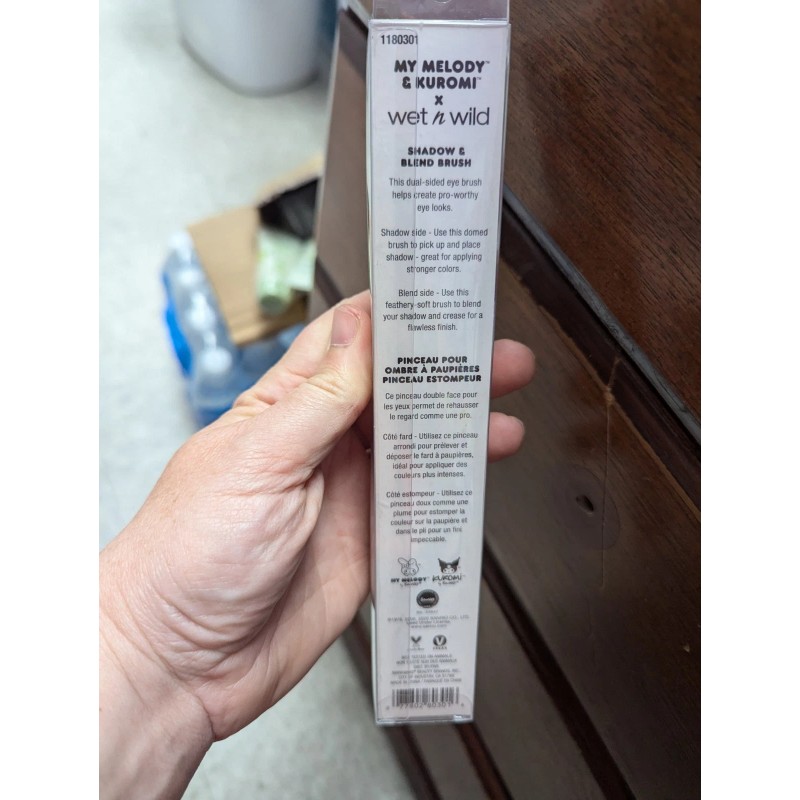 1180301
MY MELODY™
& KUROMI™
X
wet n wild
SHADOW &
BLEND BRUSH
This dual-sided eye brush
helps create pro-worthy
eye looks.
Shadow side - Use this domed
brush to pick up and place
shadow - great for applying
stronger colors.
Blend side - Use this
feathery-soft brush to blend
your shadow and crease for a
flawless finish.
PINCEAU POUR
OMBRE À PAUPIÈRES
PINCEAU ESTOMPEUR
Ce pinceau double face pour
les yeux permet de rehausser
le regard comme une pro.
Côté fard - Utilisez ce pinceau
arrondi pour prélever et
déposer le fard à paupières,
idéal pour appliquer des
couleurs plus intenses.
Côté estompeur - Utilisez ce
pinceau doux comme une
plume pour estomper la
couleur sur la paupière et
dans le pli pour un fini
impeccable.
MY MELODY™ KUROMI™